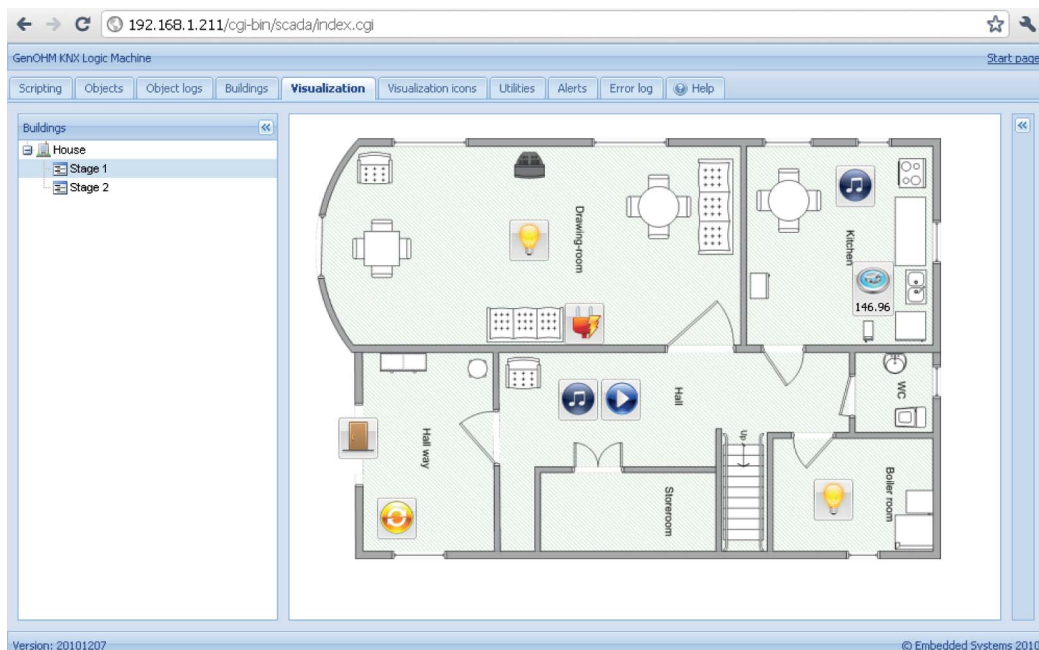 192.168.1.211/cgi-bin/scada/index.cgi
GenOHM KNX Logic Machine
Start page
Scripting
Objects
Object logs
Buildings
Visualization
Visualization icons
Utilities
Alerts
Error log
Help
Buildings
House
Stage 1
Stage 2
Drawing-room
Kitchen
146.96
Hall
WC
Hall way
Up
Storeroom
Boiler room
Version: 20101207
© Embedded Systems 2010